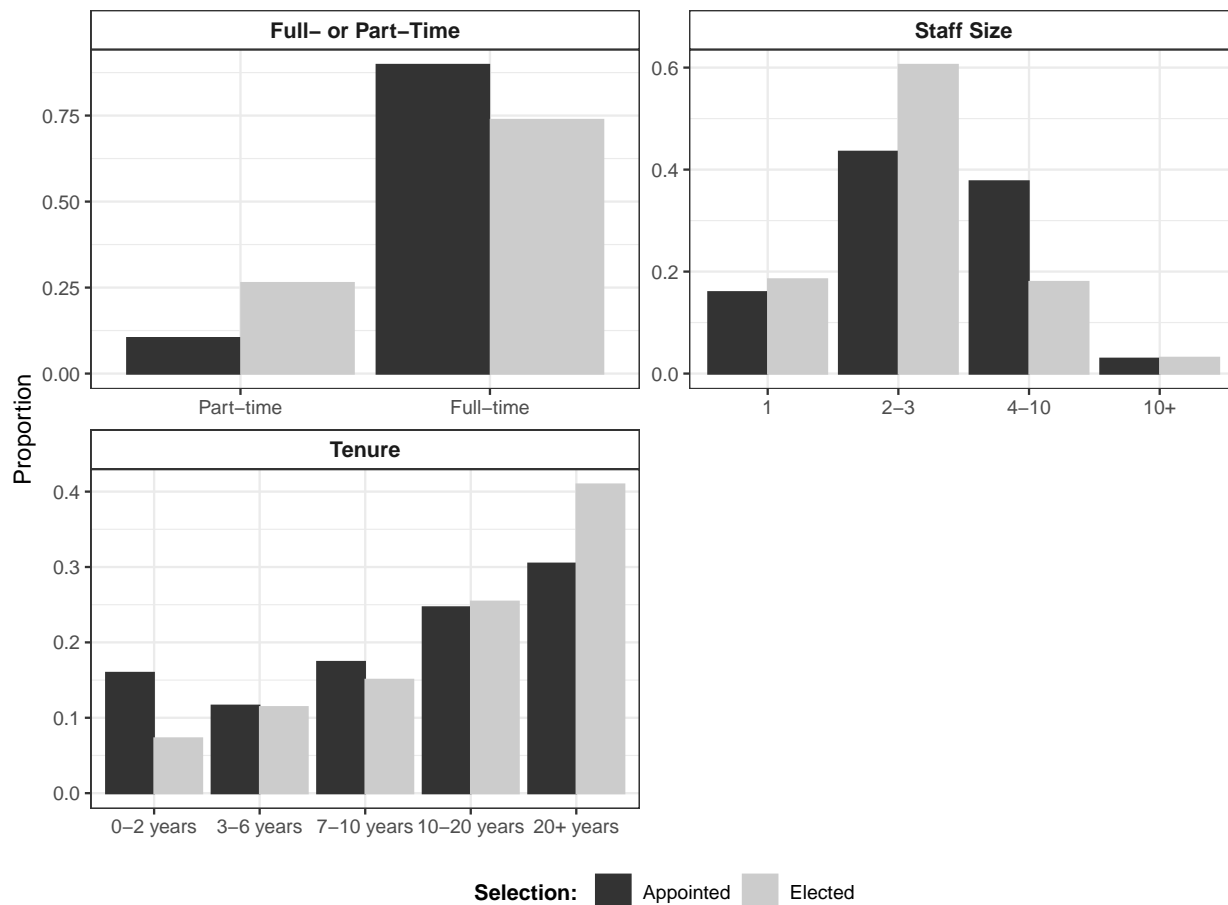 Full−- or Part−Time
Staff Size
0.75
0.50
0.25
0.00
Part−time
Full−time
0.6
0.4
0.2
0.0
1
2−3
4−10
10+
Proportion
Tenure
0.4
0.3
0.2
0.1
0.0
0−2 years
3−6 years
7−10 years
10−20 years
20+ years
Selection: Appointed Elected